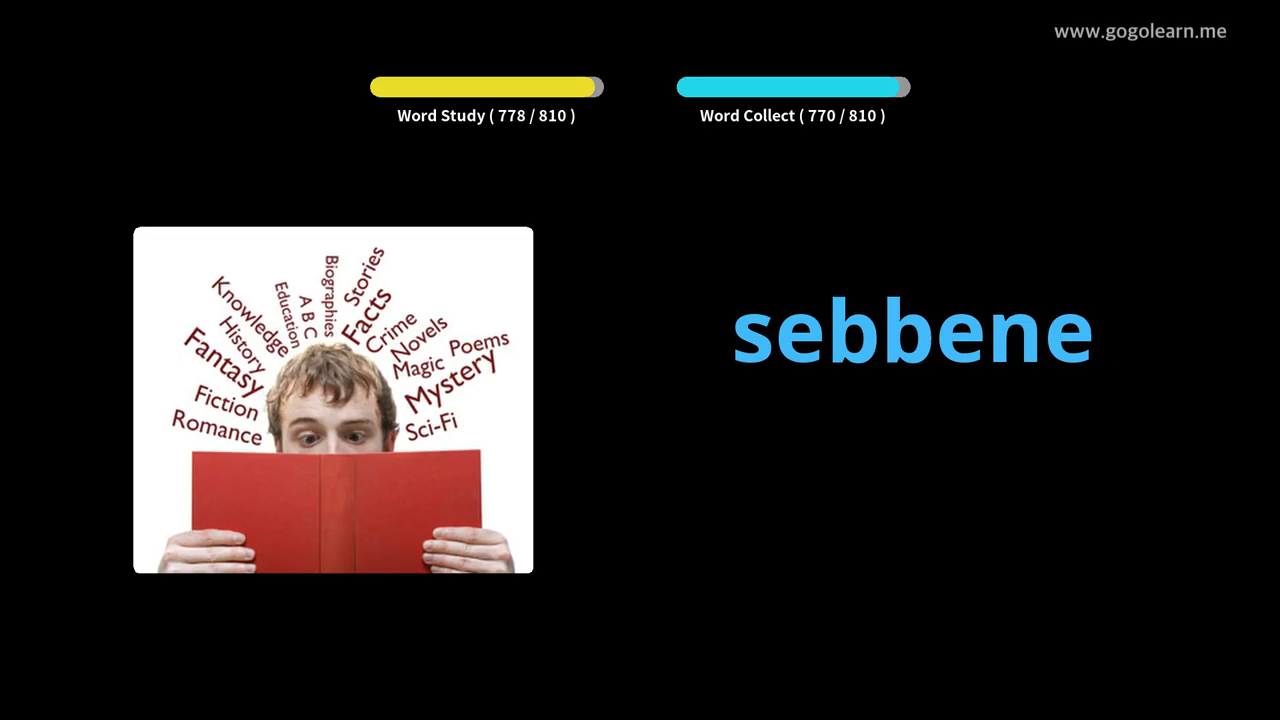 www.gogolearn.me
Word Study ( 778 / 810 )
Word Collect ( 770 / 810 )
sebbene
Biographies
Stories
Education
A B C
Facts
Knowledge
Crime
History
Novels
Fantasy
Magic
Poems
Mystery
Fiction
Romance
Sci-Fi